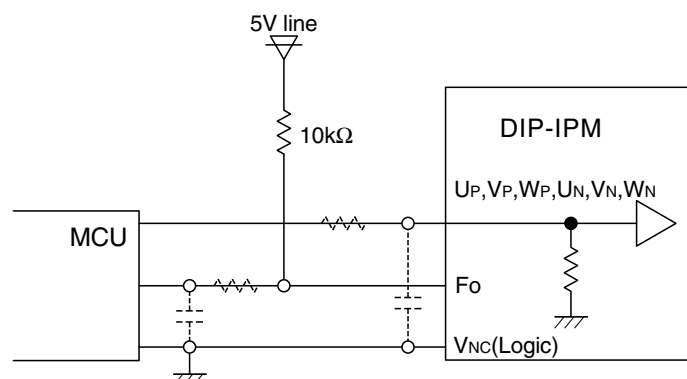 5V line
10kΩ
DIP-IPM
UP,VP,WP,UN,VN,WN
MCU
Fo
VNC(Logic)